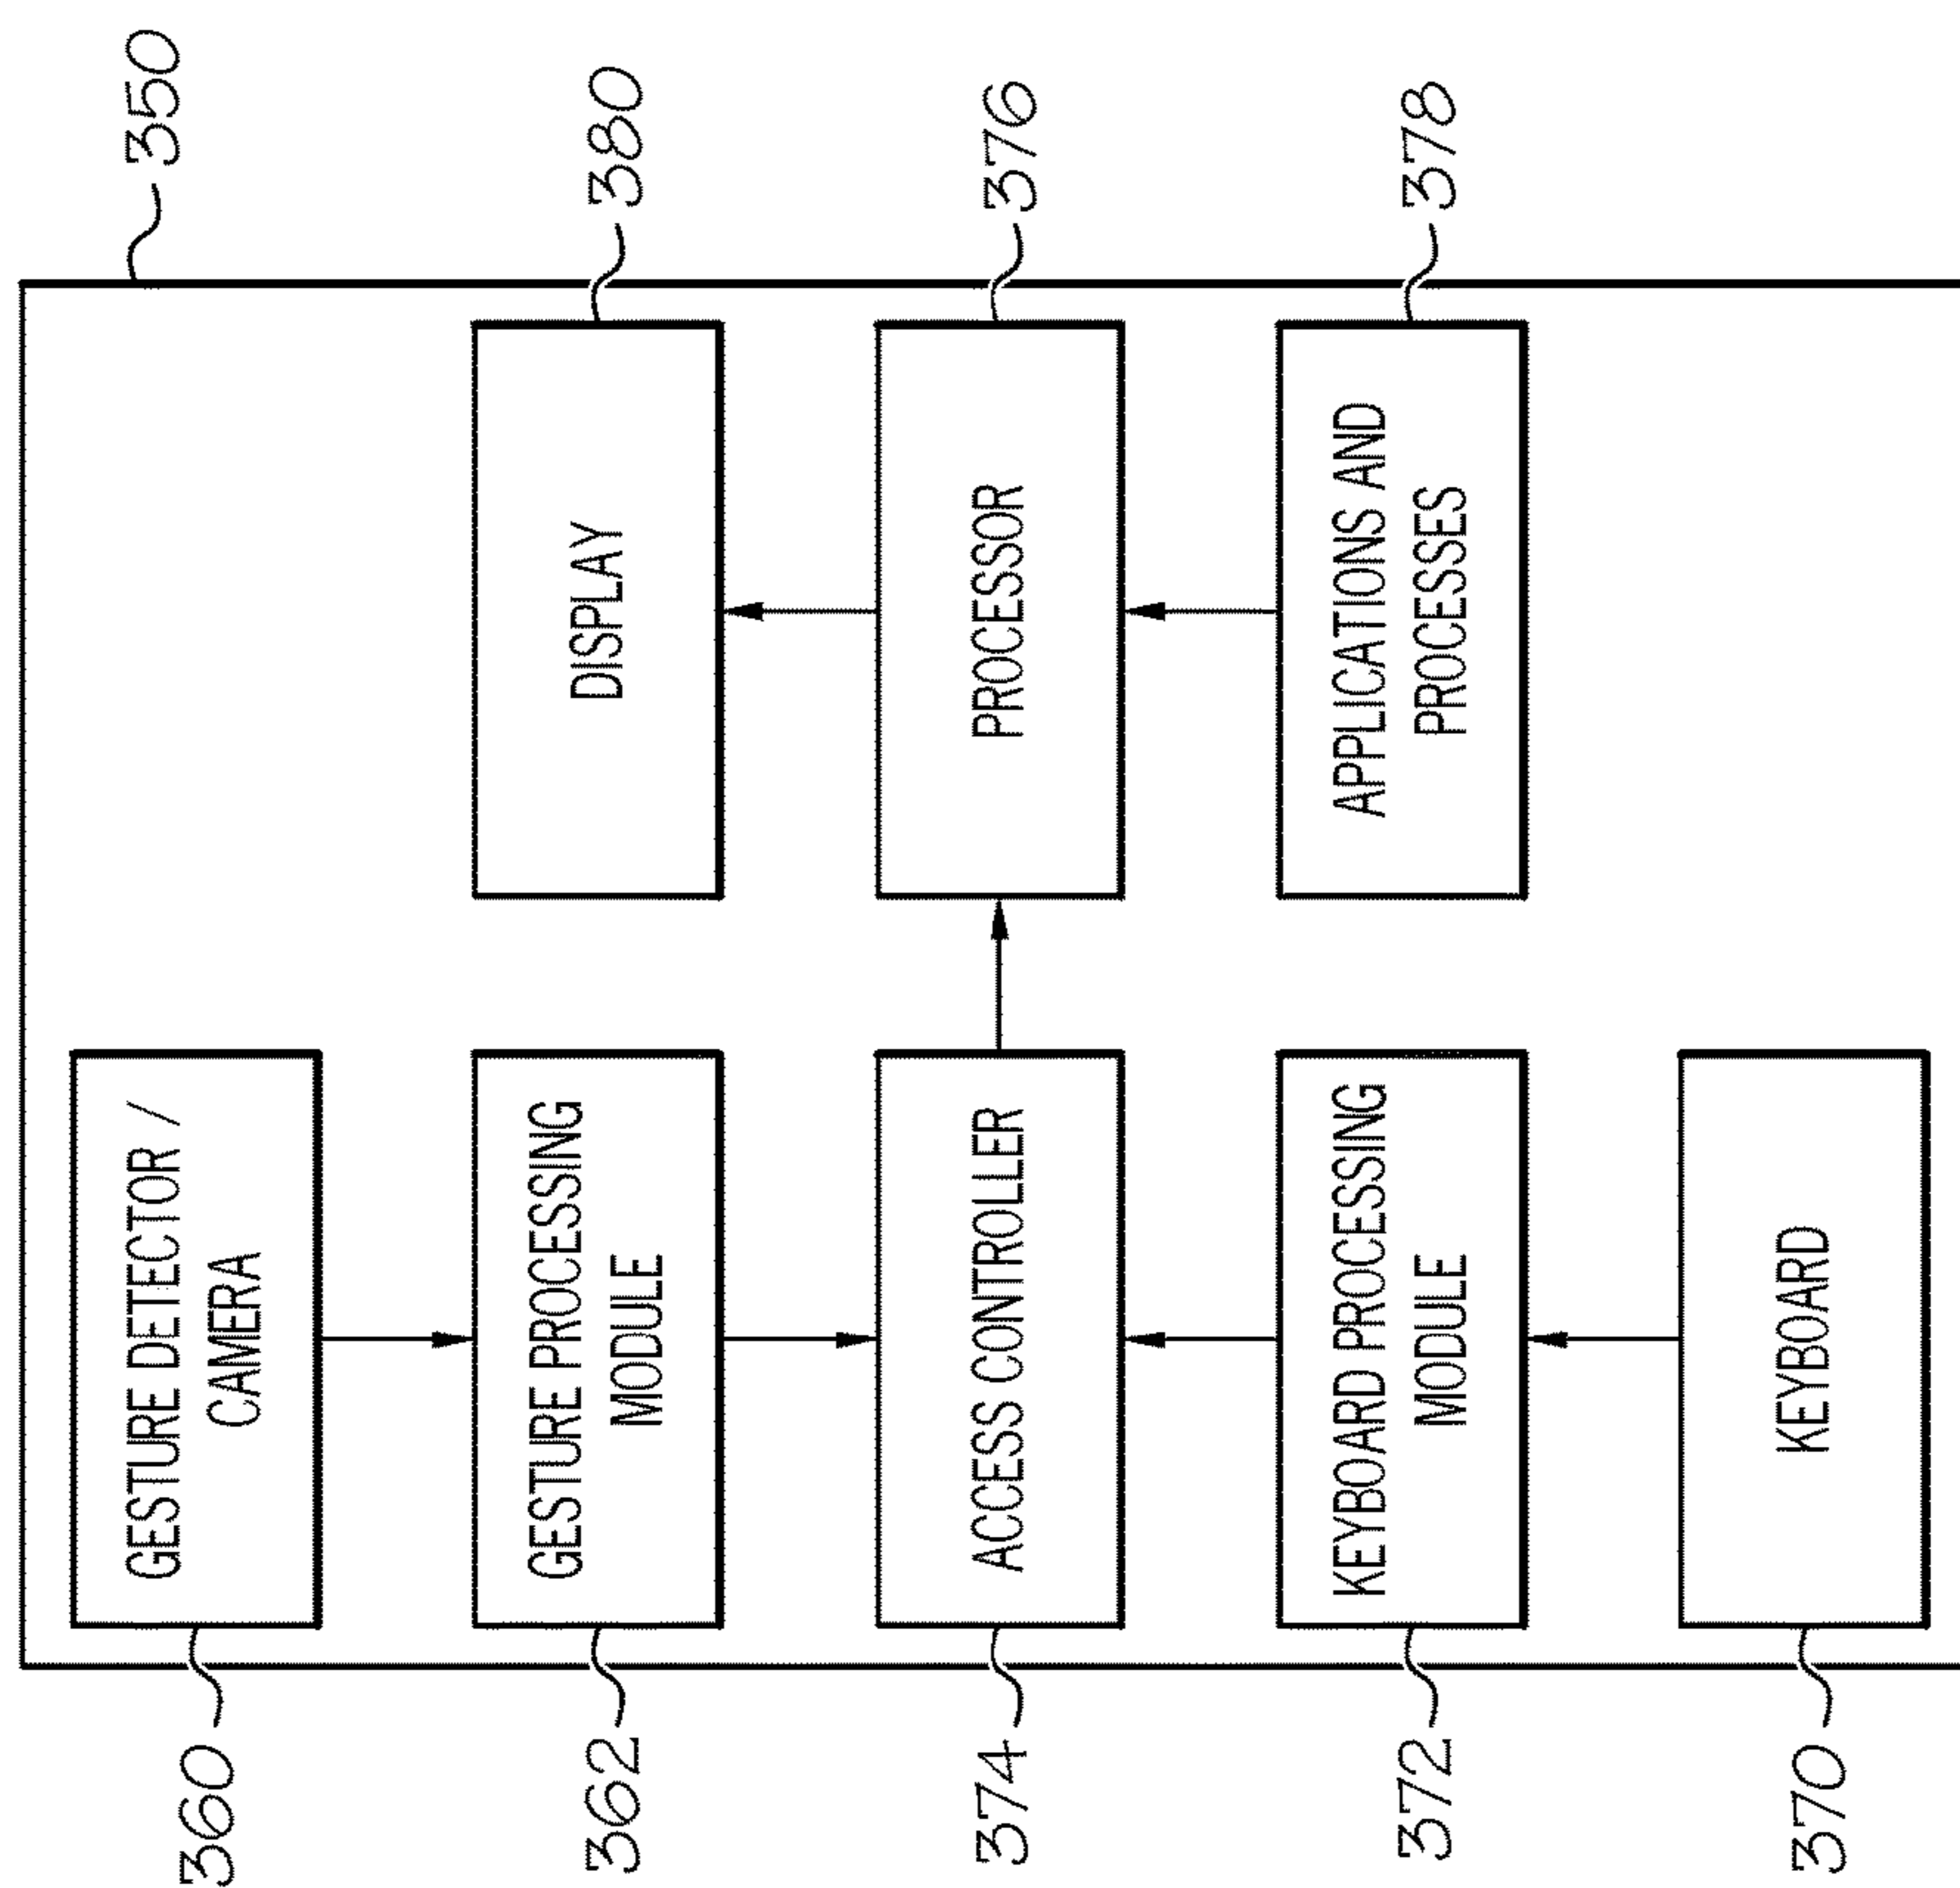 350
GESTURE DETECTOR /
CAMERA
360
GESTURE PROCESSING
MODULE
362
DISPLAY
380
ACCESS CONTROLLER
374
PROCESSOR
376
KEYBOARD PROCESSING
MODULE
372
APPLICATIONS AND
PROCESSES
378
KEYBOARD
370